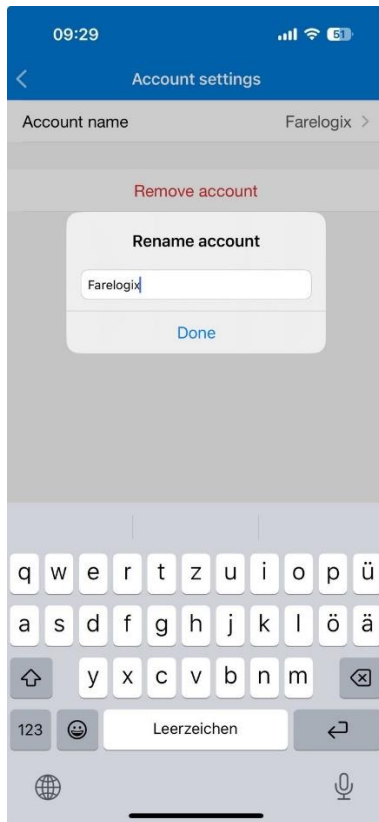 09:29 51
Account settings
Account name Farelogix >
Remove account
Rename account
Farelogix
Done
q w e r t z u i o p ü
a s d f g h j k l ö ä
y x c v b n m
123 Leerzeichen